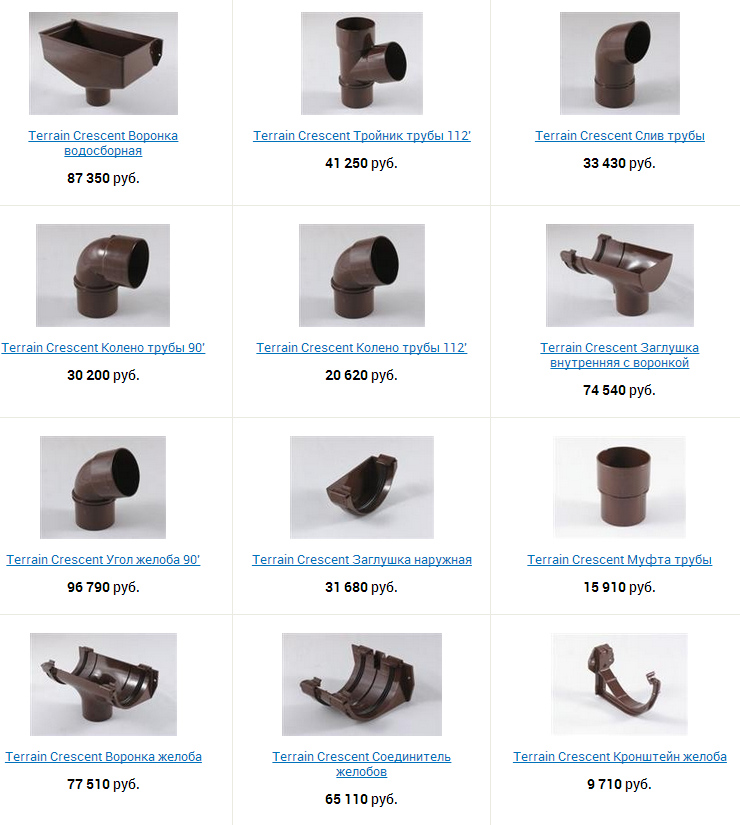 Terrain Crescent Воронка
водосборная
87 350 руб.
Terrain Crescent Тройник трубы 112'
41 250 руб.
Terrain Crescent Слив трубы
33 430 руб.
Terrain Crescent Колено трубы 90'
30 200 руб.
Terrain Crescent Колено трубы 112'
20 620 руб.
Terrain Crescent Заглушка
внутренняя с воронкой
74 540 руб.
Terrain Crescent Угол желоба 90'
96 790 руб.
Terrain Crescent Заглушка наружная
31 680 руб.
Terrain Crescent Муфта трубы
15 910 руб.
Terrain Crescent Воронка желоба
77 510 руб.
Terrain Crescent Соединитель
желобов
65 110 руб.
Terrain Crescent Кронштейн желоба
9 710 руб.